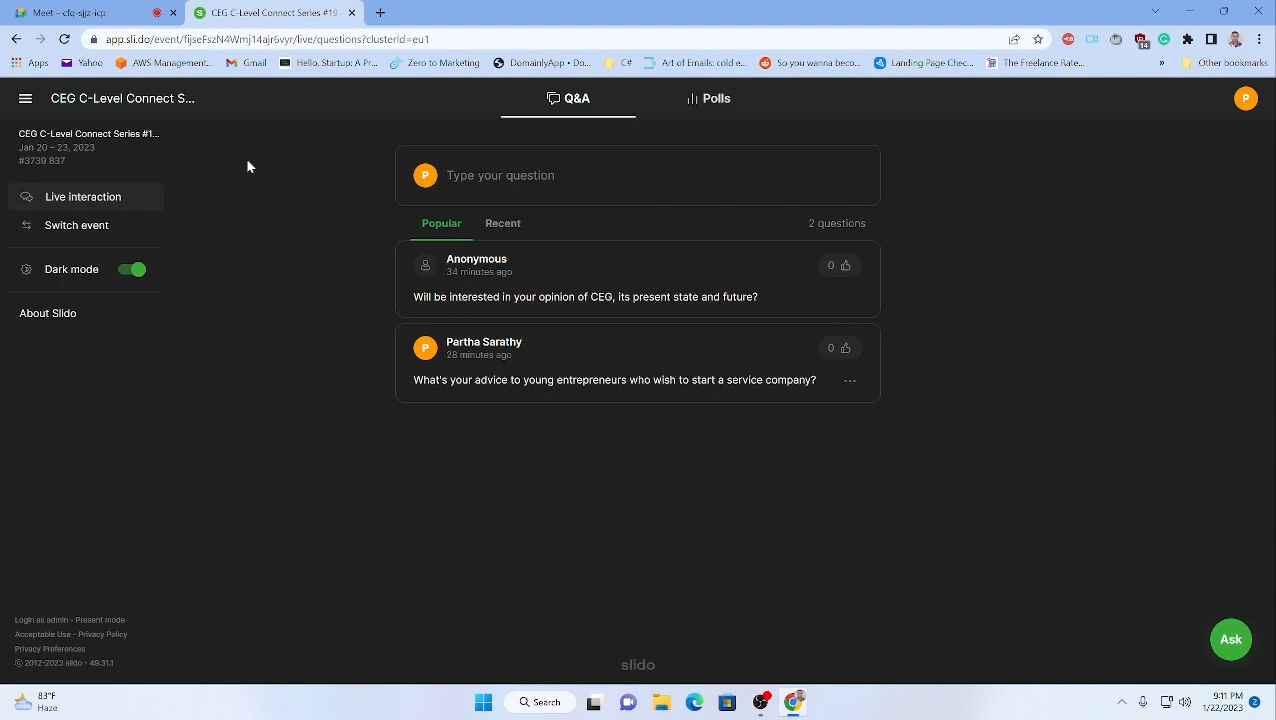 Meet – cfq-sjjz-icp
CEG C-Level Connect Series #19
app.sli.do/event/fijseFszN4Wmj14ajr6vyr/live/questions?clusterId=eu1
14
Apps
Yahoo
AWS Management...
Gmail
Hello, Startup: A Pr...
Zero to Marketing
DomainlyApp • Do...
C#
Art of Emails: cold e...
So you wanna beco...
Landing Page Chec...
The Freelance Rate...
»
Other bookmarks
CEG C-Level Connect S...
Q&A
Polls
P
CEG C-Level Connect Series #1...
Jan 20 – 23, 2023
#3739 837
Live interaction
Switch event
Dark mode
About Slido
P
Type your question
Popular
Recent
2 questions
Anonymous
34 minutes ago
0
Will be interested in your opinion of CEG, its present state and future?
P
Partha Sarathy
28 minutes ago
0
What's your advice to young entrepreneurs who wish to start a service company?
...
Login as admin - Present mode
Acceptable Use - Privacy Policy
Privacy Preferences
© 2012-2023 slido - 49.31.1
slido
Ask
83°F
Haze
Search
9:11 PM
1/22/2023
2